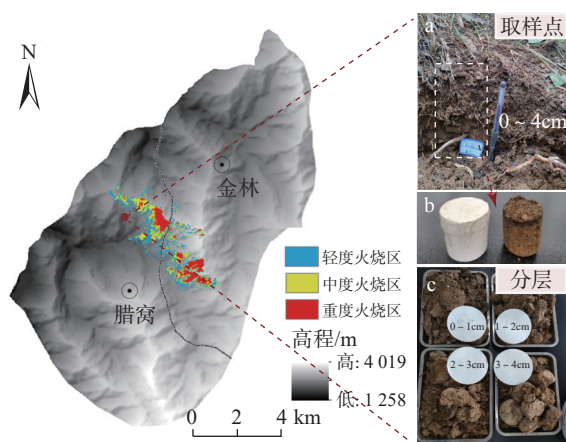 N
金林
腊窝
轻度火烧区
中度火烧区
重度火烧区
高程/m
高: 4 019
低: 1 258
0 2 4 km
a 取样点
0～4cm
b
c 分层
0～1cm
1～2cm
2～3cm
3～4cm